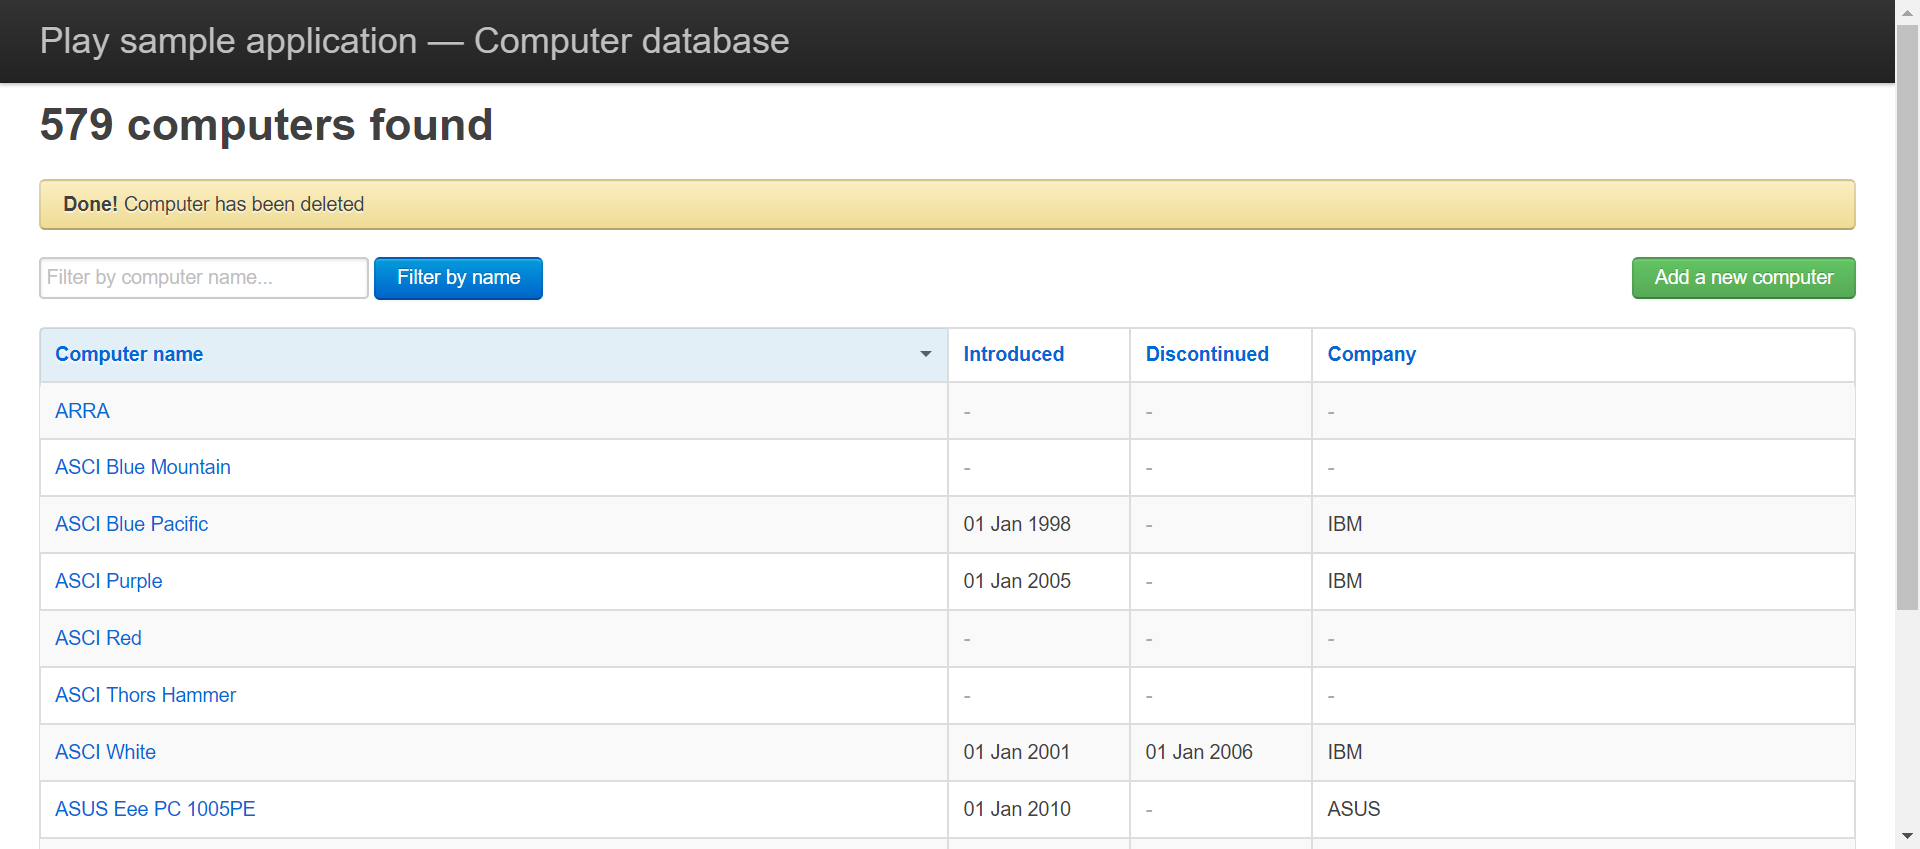 Play sample application — Computer database
579 computers found
Done! Computer has been deleted
Filter by computer name... Filter by name Add a new computer
Computer name Introduced Discontinued Company
ARRA - - -
ASCI Blue Mountain - - -
ASCI Blue Pacific 01 Jan 1998 - IBM
ASCI Purple 01 Jan 2005 - IBM
ASCI Red - - -
ASCI Thors Hammer - - -
ASCI White 01 Jan 2001 01 Jan 2006 IBM
ASUS Eee PC 1005PE 01 Jan 2010 - ASUS